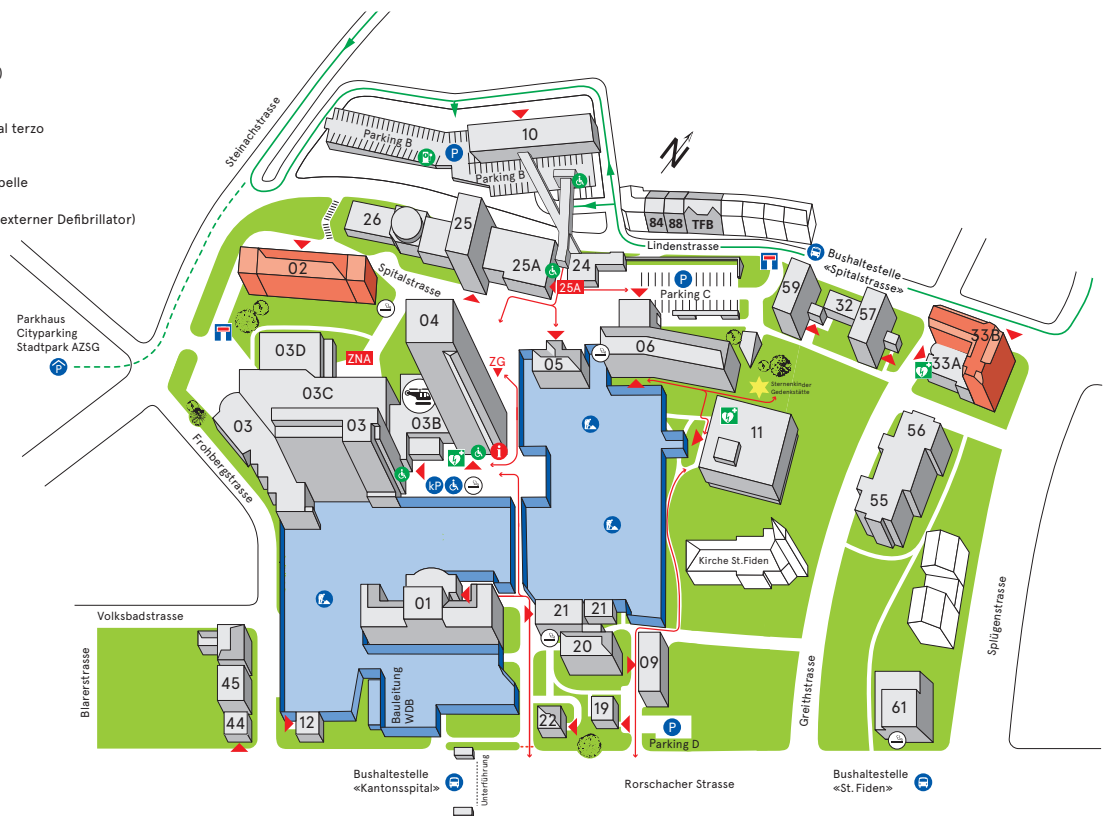 )
al terzo
pelle
externer Defibrillator)
Steinachstrasse
Parking B
P
10
Parking B
N
84
88
TFB
Lindenstrasse
Bushaltestelle
«Spitalstrasse»
26
25
25A
24
25A
P
Parking C
59
32
57
33B
33A
02
Spitalstrasse
04
Parkhaus
Cityparking
Stadtpark AZSG
P
03D
ZNA
ZG
05
06
Sternenkinder
Gedenkstätte
03C
03
03
03B
i
kP
11
56
55
Frohbergstrasse
Kirche St.Fiden
Volksbadstrasse
01
21
21
20
09
Blarerstrasse
45
44
12
Bauleitung
WDB
22
19
P
Parking D
Greithstrasse
Splügenstrasse
61
Bushaltestelle
«Kantonsspital»
Unterführung
Rorschacher Strasse
Bushaltestelle
«St. Fiden»